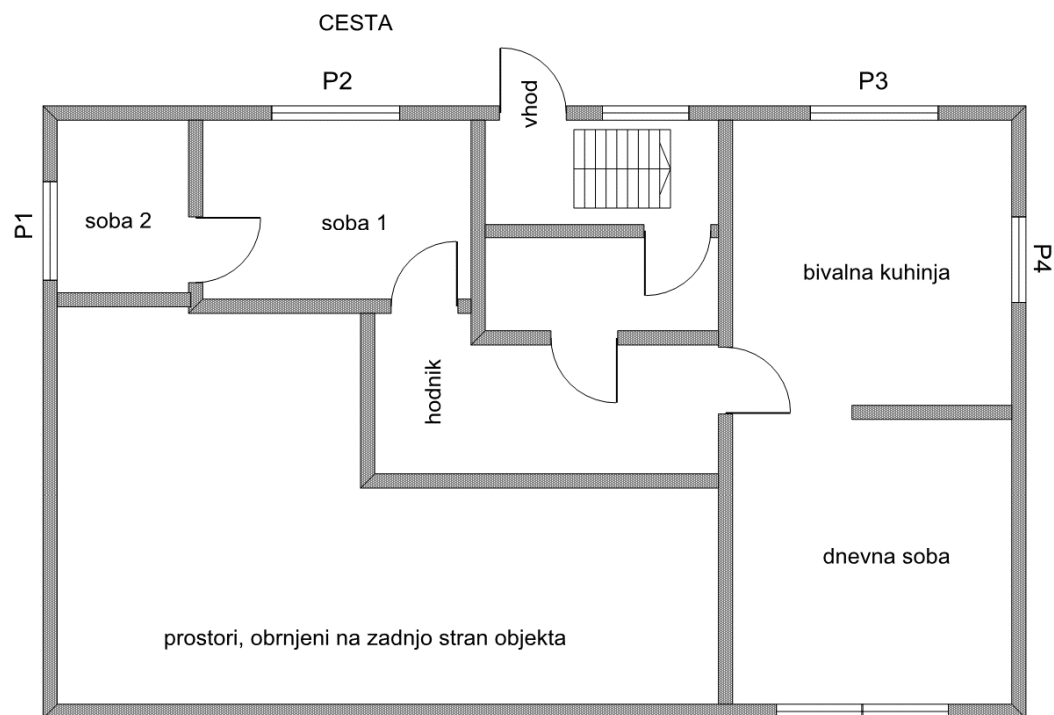 CESTA
P2
P3
vhod
P1
soba 2
soba 1
bivalna kuhinja
P4
hodnik
dnevna soba
prostori, obrnjeni na zadnjo stran objekta